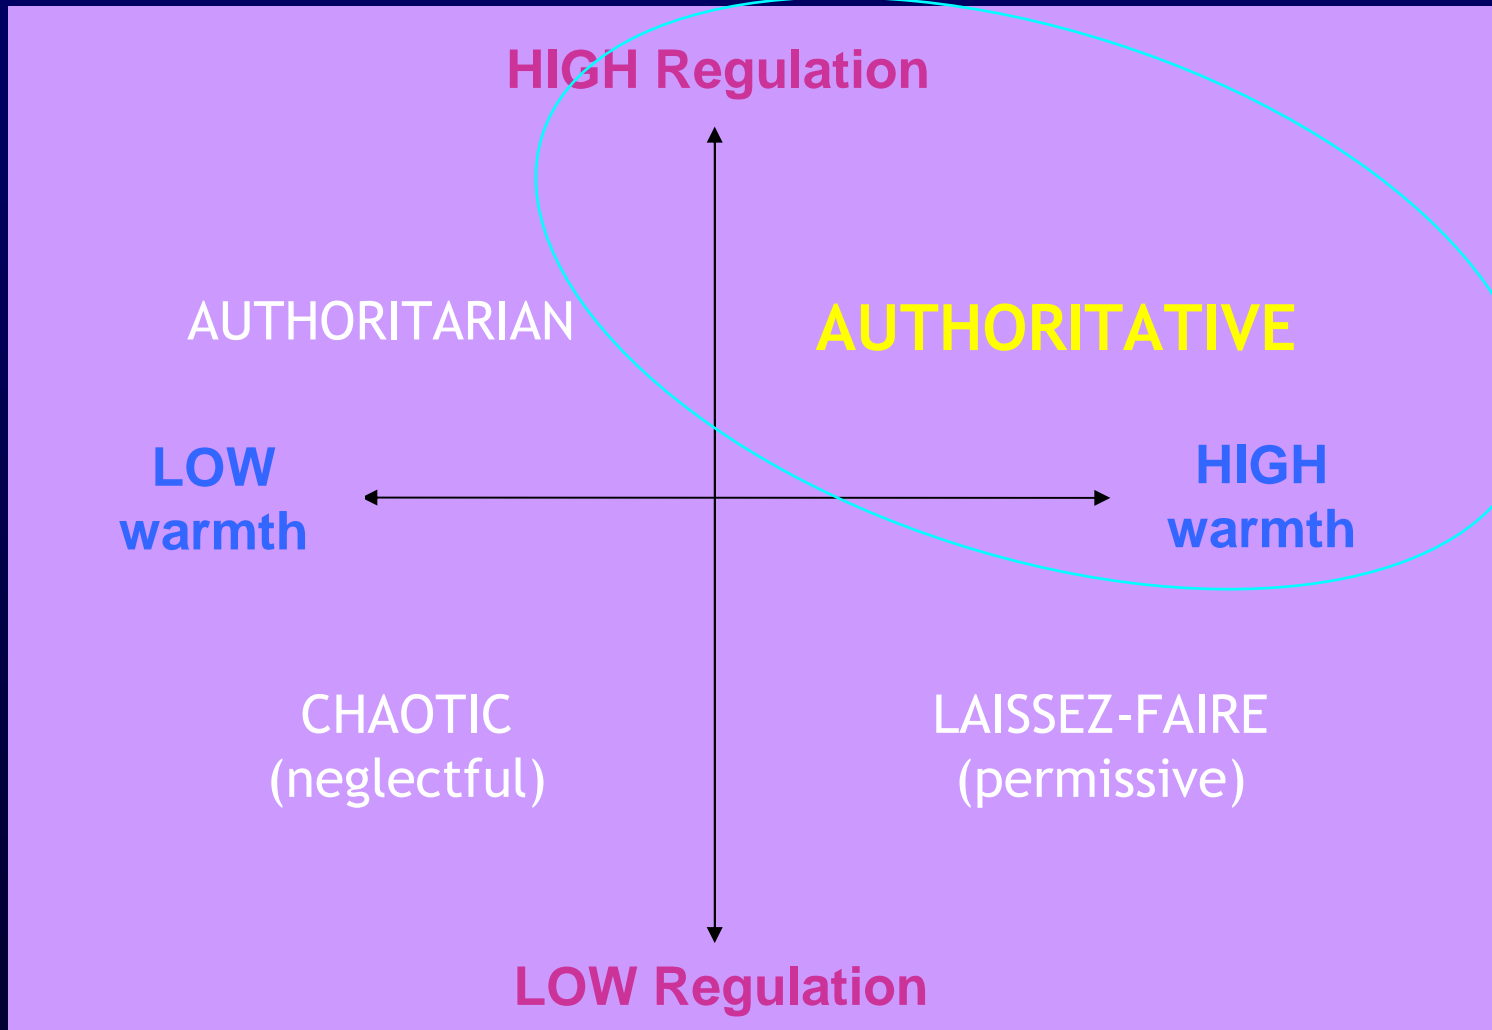 HIGH Regulation
AUTHORITARIAN
AUTHORITATIVE
LOW
warmth
HIGH
warmth
CHAOTIC
(neglectful)
LAISSEZ-FAIRE
(permissive)
LOW Regulation